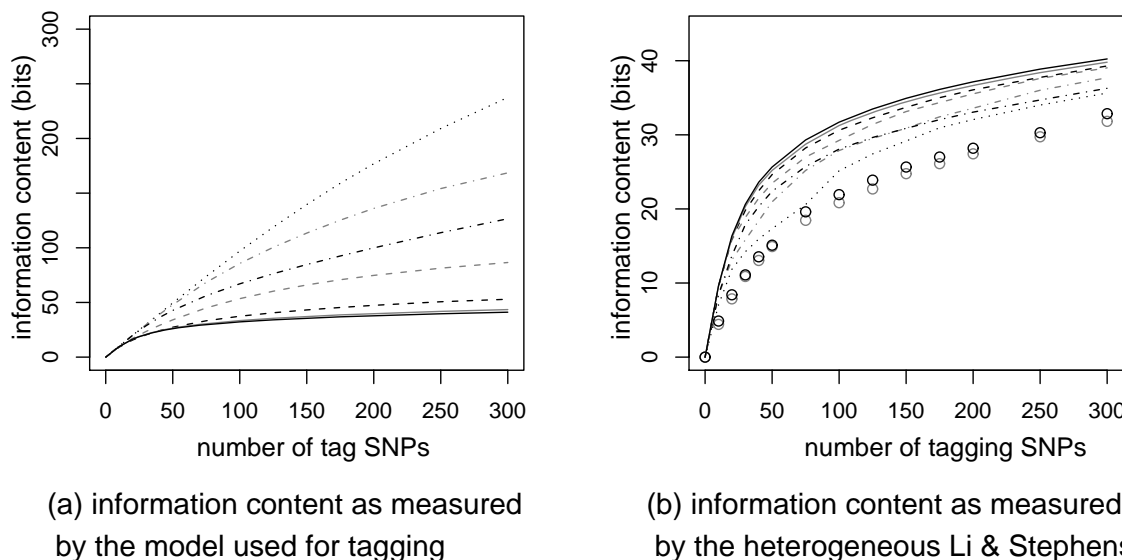 300
200
100
50
0
information content (bits)
0 50 100 150 200 250 300
number of tag SNPs
(a) information content as measured
by the model used for tagging
40
30
20
10
0
information content (bits)
0 50 100 150 200 250 300
number of tagging SNPs
(b) information content as measured
by the heterogeneous Li & Stephens